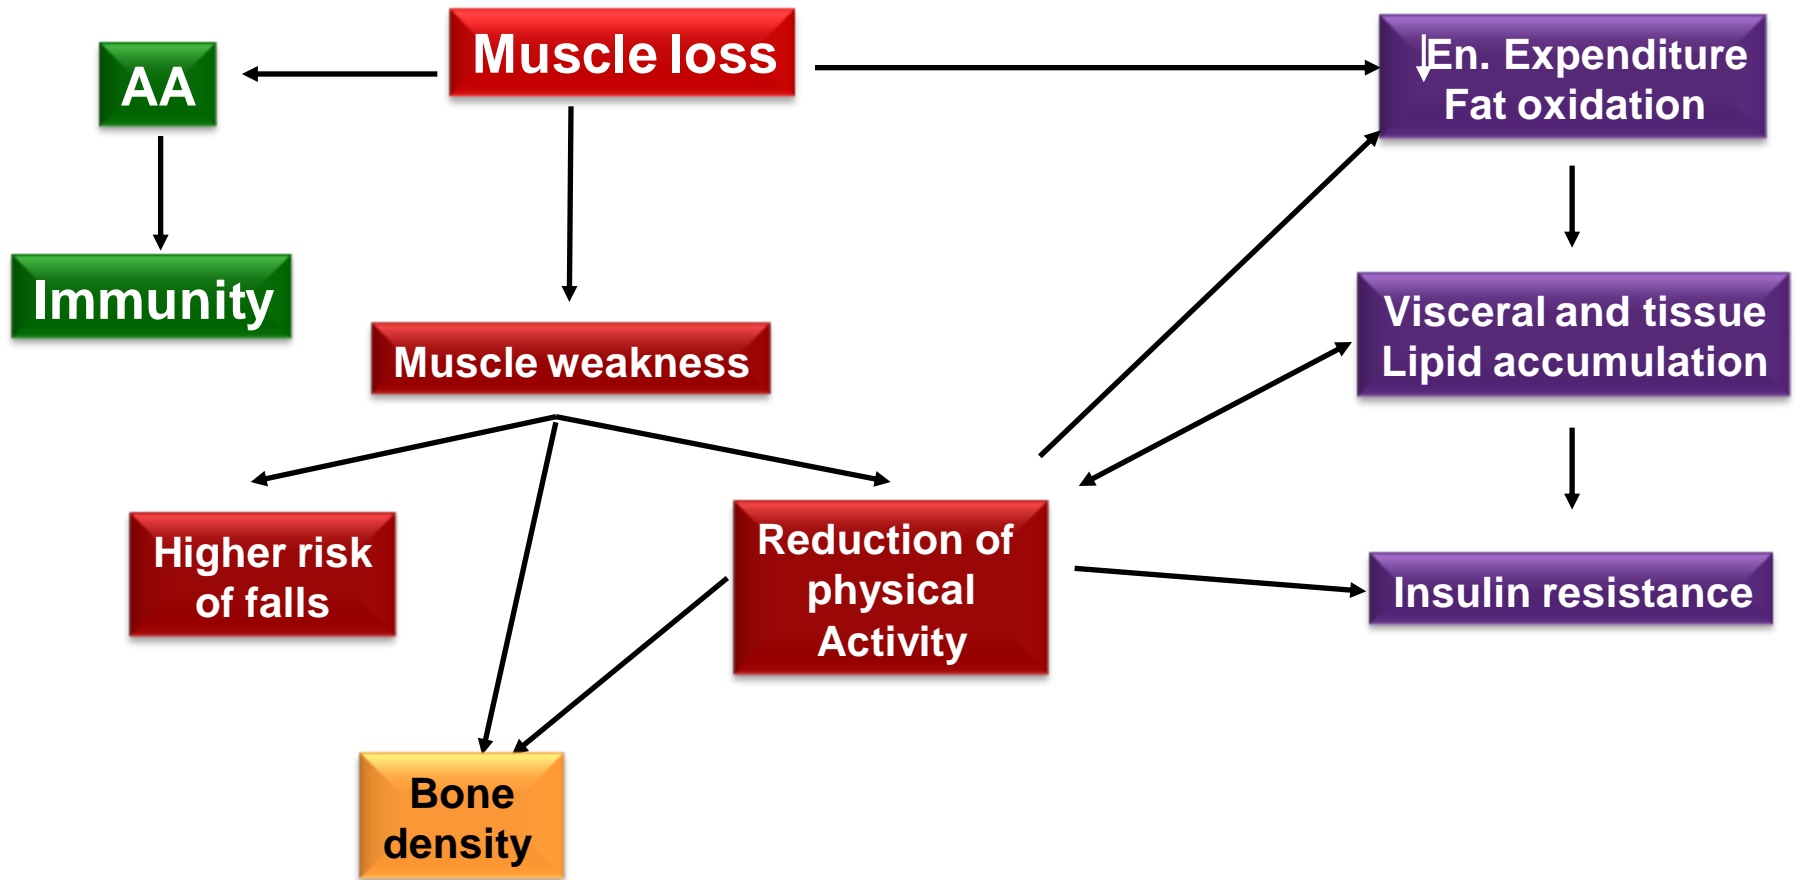 Muscle loss
AA
↓En. Expenditure
Fat oxidation
Immunity
Visceral and tissue
Lipid accumulation
Muscle weakness
Higher risk
of falls
Reduction of
physical
Activity
Insulin resistance
Bone
density